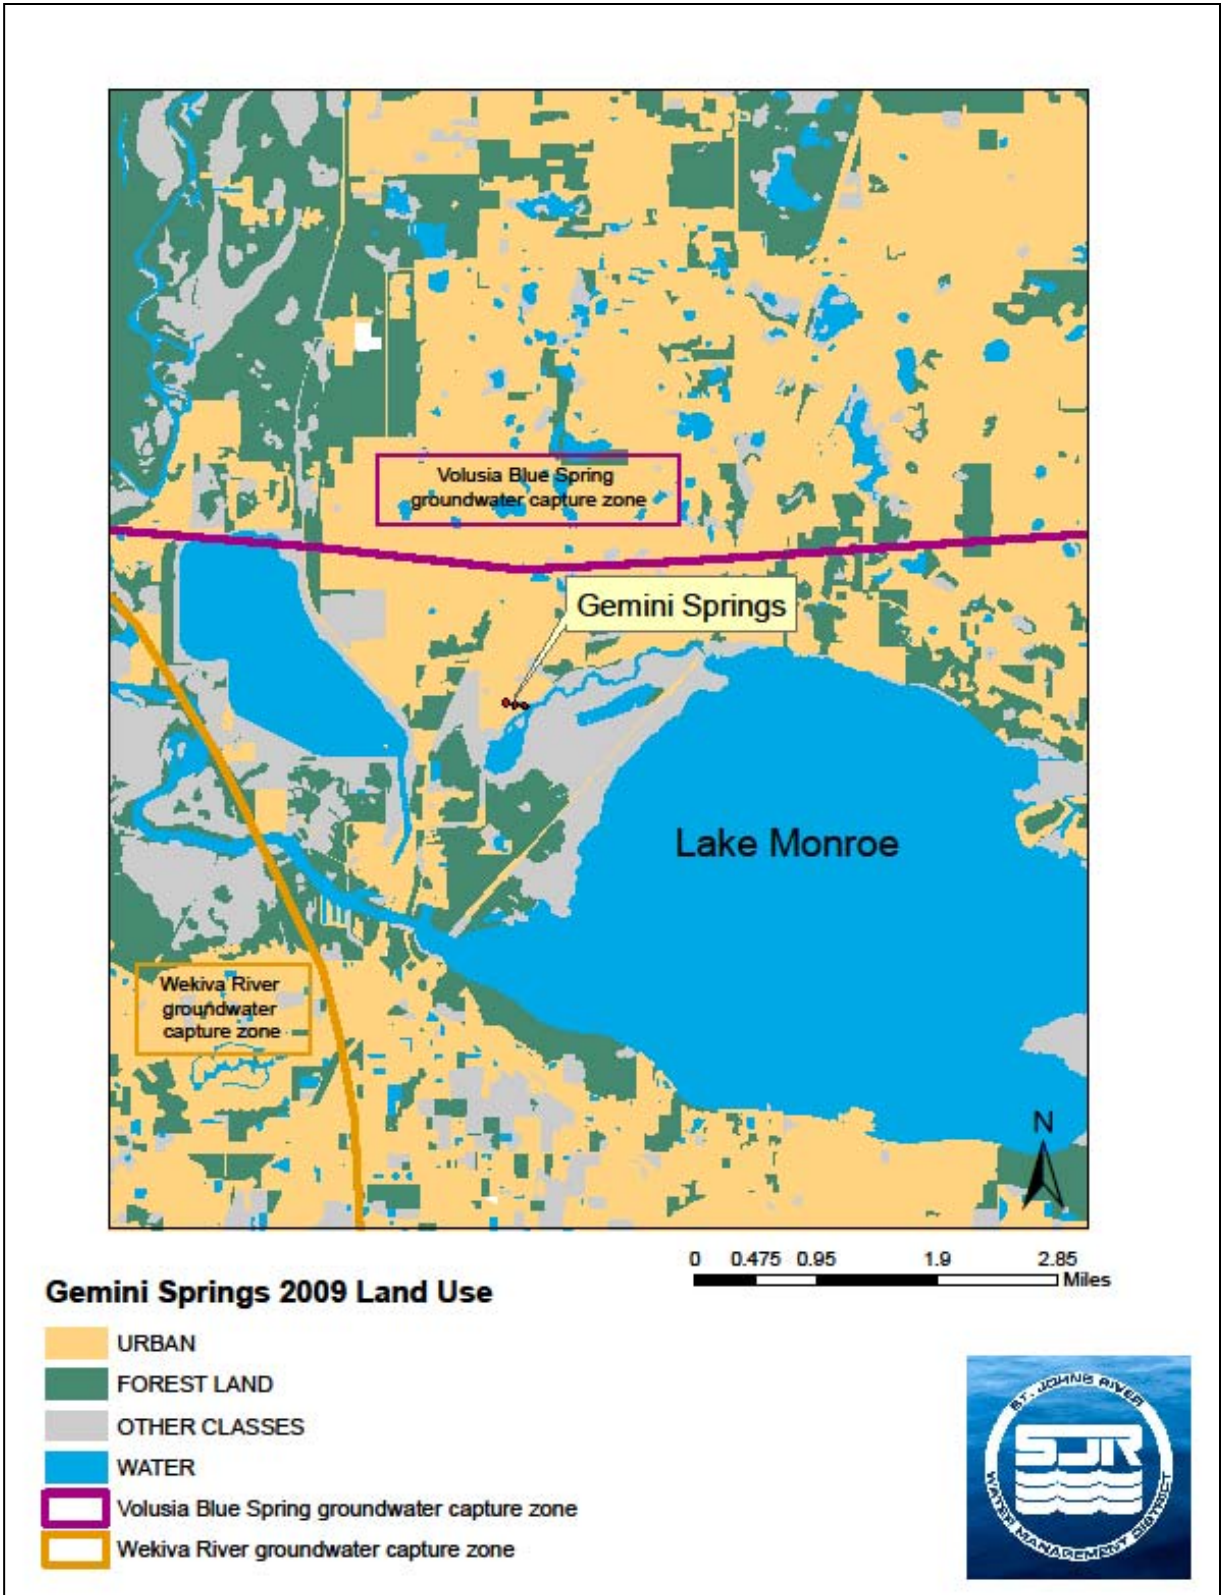 Volusia Blue Spring
groundwater capture zone
Gemini Springs
Lake Monroe
Wekiva River
groundwater
capture zone
N
0 0.475 0.95 1.9 2.85
Miles
Gemini Springs 2009 Land Use
URBAN
FOREST LAND
OTHER CLASSES
WATER
Volusia Blue Spring groundwater capture zone
Wekiva River groundwater capture zone
ST. JOHNS RIVER
SJR
WATER MANAGEMENT DISTRICT